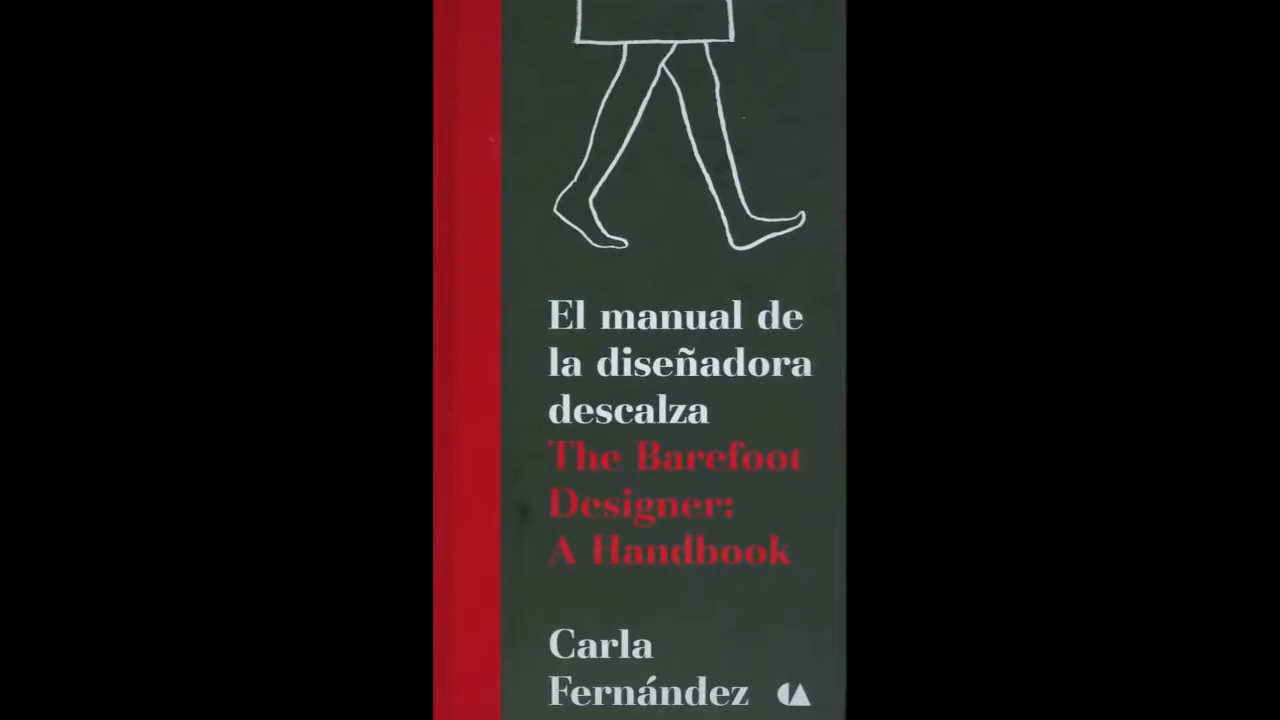 El manual de
la diseñadora
descalza
The Barefoot
Designer:
A Handbook
Carla
Fernández